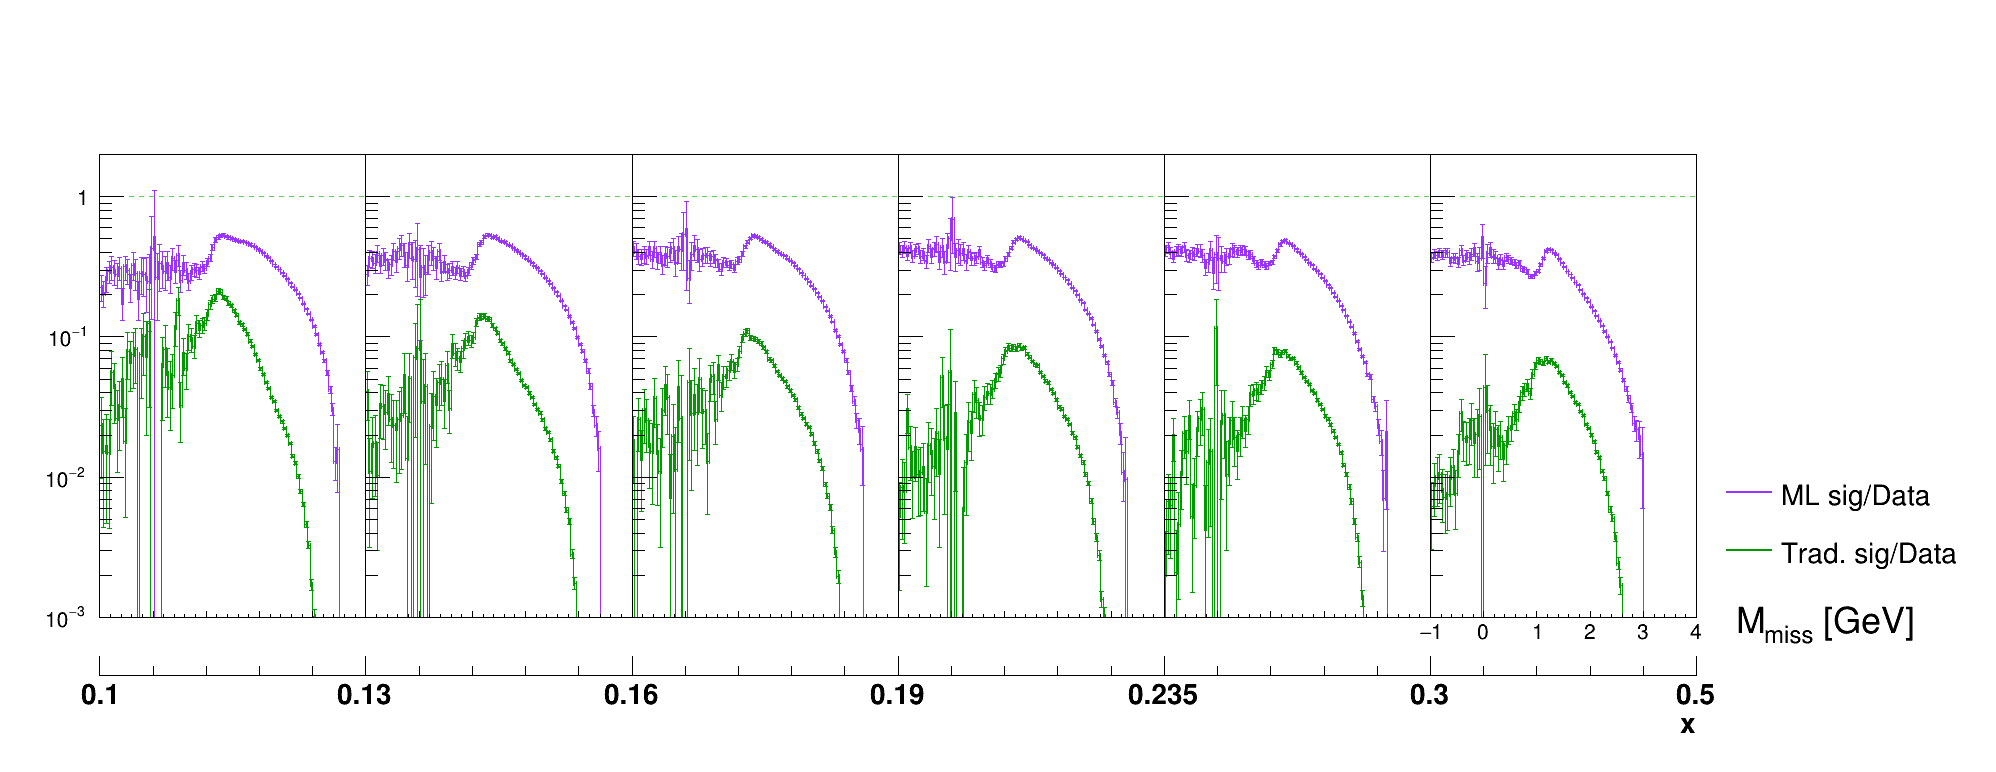 1
10⁻¹
10⁻²
10⁻³
ML sig/Data
Trad. sig/Data
−1 0 1 2 3 4
M_miss [GeV]
0.1 0.13 0.16 0.19 0.235 0.3 0.5
x